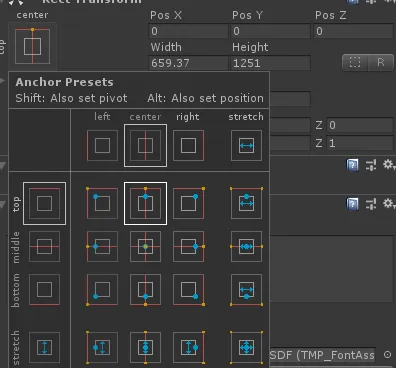 Rect Transform
center
Pos X Pos Y Pos Z
top
0 0 0
Width Height
659.37 1251
R
Anchor Presets
Shift: Also set pivot Alt: Also set position
left center right stretch
Z 0
Z 1
top
middle
bottom
stretch
SDF (TMP_FontAss